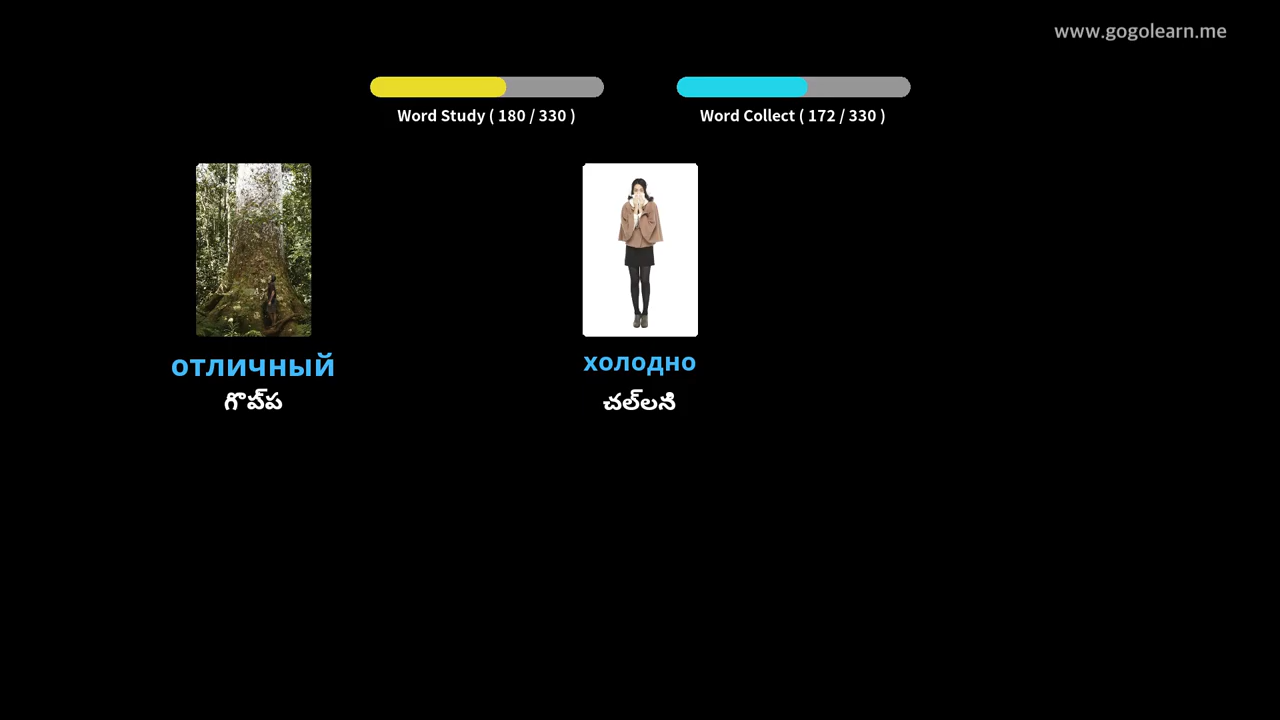 www.gogolearn.me
Word Study ( 180 / 330 )
Word Collect ( 172 / 330 )
отличный
గొప్ప
холодно
చల్లని